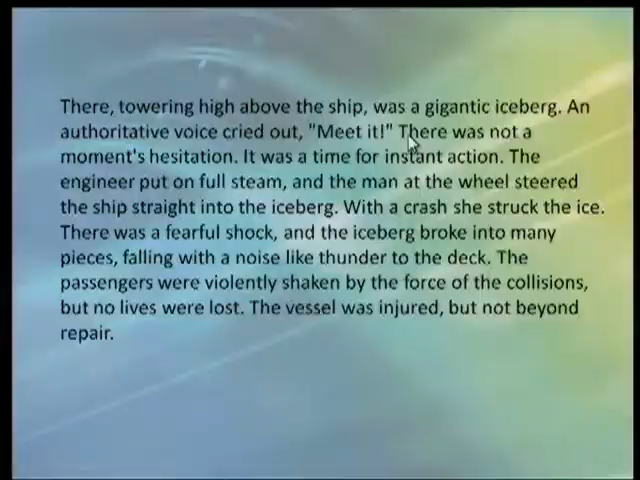 There, towering high above the ship, was a gigantic iceberg. An
authoritative voice cried out, "Meet it!" There was not a
moment's hesitation. It was a time for instant action. The
engineer put on full steam, and the man at the wheel steered
the ship straight into the iceberg. With a crash she struck the ice.
There was a fearful shock, and the iceberg broke into many
pieces, falling with a noise like thunder to the deck. The
passengers were violently shaken by the force of the collisions,
but no lives were lost. The vessel was injured, but not beyond
repair.